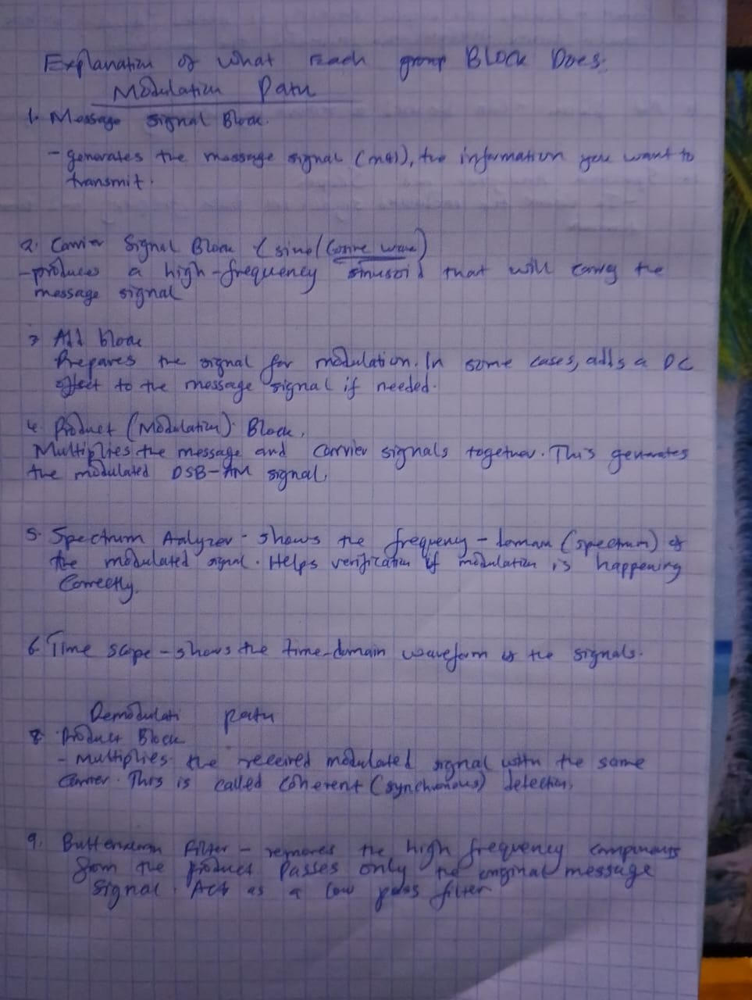 Explanation of what Each group Block Does.
Modulation Path
1. Message signal Block.
- generates the message signal (m(t)), the information you want to
transmit.
2. Carrier Signal Block (sine/Cosine wave)
- produces a high-frequency sinusoid that will carry the
message signal
3 Add block
Prepares the signal for modulation. In some cases, adds a DC
offset to the message signal if needed.
4. Product (Modulation) Block.
Multiplies the message and carrier signals together. This generates
the modulated DSB-AM signal.
5. Spectrum Analyzer - shows the frequency - domain (spectrum) of
the modulated signal. Helps verification if modulation is happening
Correctly.
6. Time scope - shows the time-domain waveform of the signals.
Demodulati path
8. Product Block
- Multiplies the received modulated signal with the same
Carrier. This is called Coherent (synchronous) detection.
9. Butterworth Filter - removes the high frequency components
from the product Passes only the original message
signal. Acts as a low pass filter